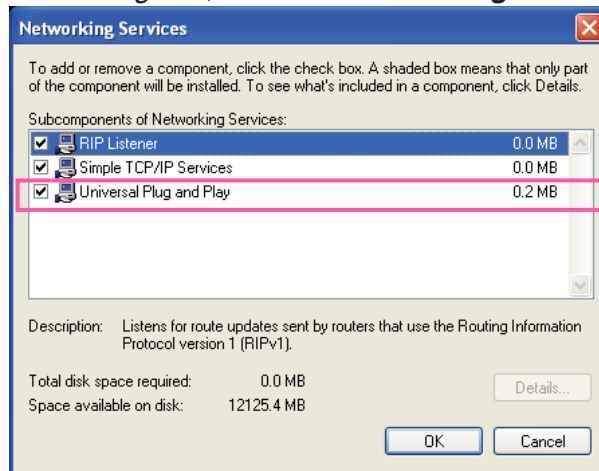 Networking Services
To add or remove a component, click the check box. A shaded box means that only part
of the component will be installed. To see what's included in a component, click Details.
Subcomponents of Networking Services:
RIP Listener 0.0 MB
Simple TCP/IP Services 0.0 MB
Universal Plug and Play 0.2 MB
Description: Listens for route updates sent by routers that use the Routing Information
Protocol version 1 (RIPv1).
Total disk space required: 0.0 MB
Space available on disk: 12125.4 MB
Details...
OK Cancel